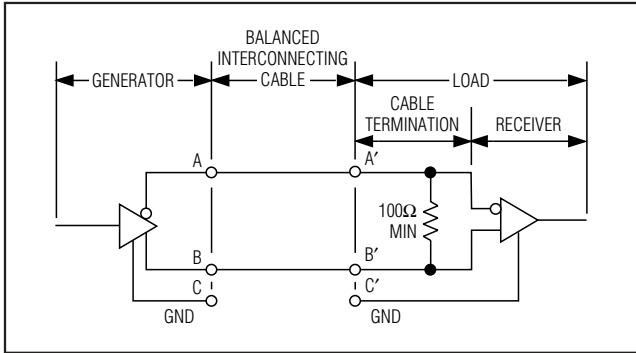 BALANCED
INTERCONNECTING
CABLE
GENERATOR
LOAD
CABLE
TERMINATION
RECEIVER
A
A′
100Ω
MIN
B
B′
C
C′
GND
GND